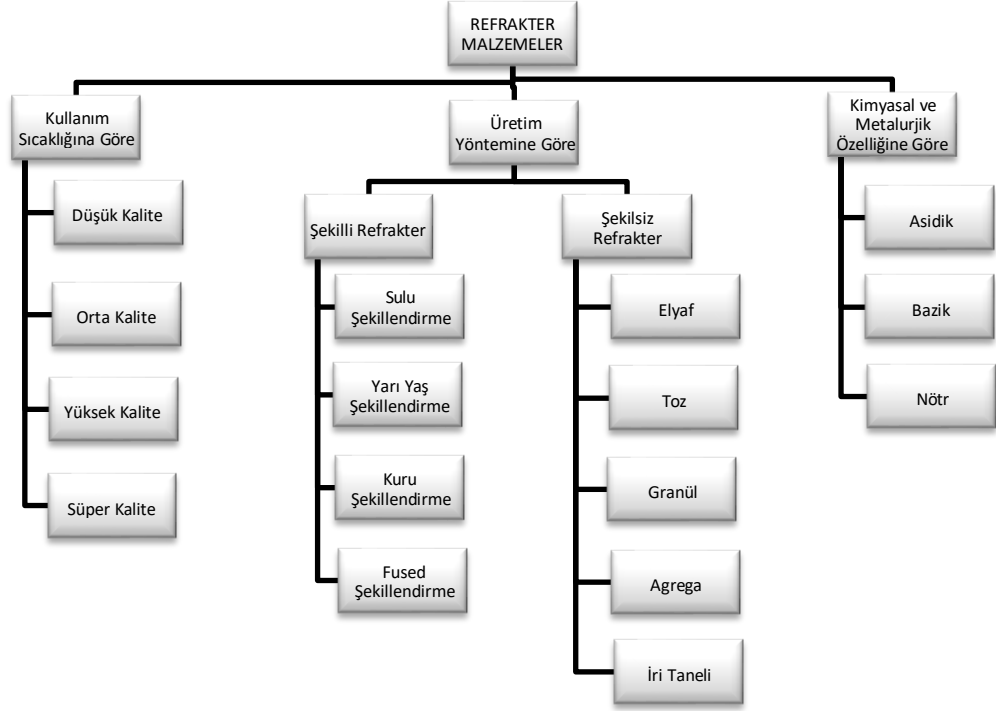 REFRAKTER
MALZEMELER
Kullanım
Sıcaklığına Göre
Düşük Kalite
Orta Kalite
Yüksek Kalite
Süper Kalite
Üretim
Yöntemine Göre
Şekilli Refrakter
Sulu
Şekillendirme
Yarı Yaş
Şekillendirme
Kuru
Şekillendirme
Fused
Şekillendirme
Şekilsiz
Refrakter
Elyaf
Toz
Granül
Agrega
İri Taneli
Kimyasal ve
Metalurjik
Özelliğine Göre
Asidik
Bazik
Nötr